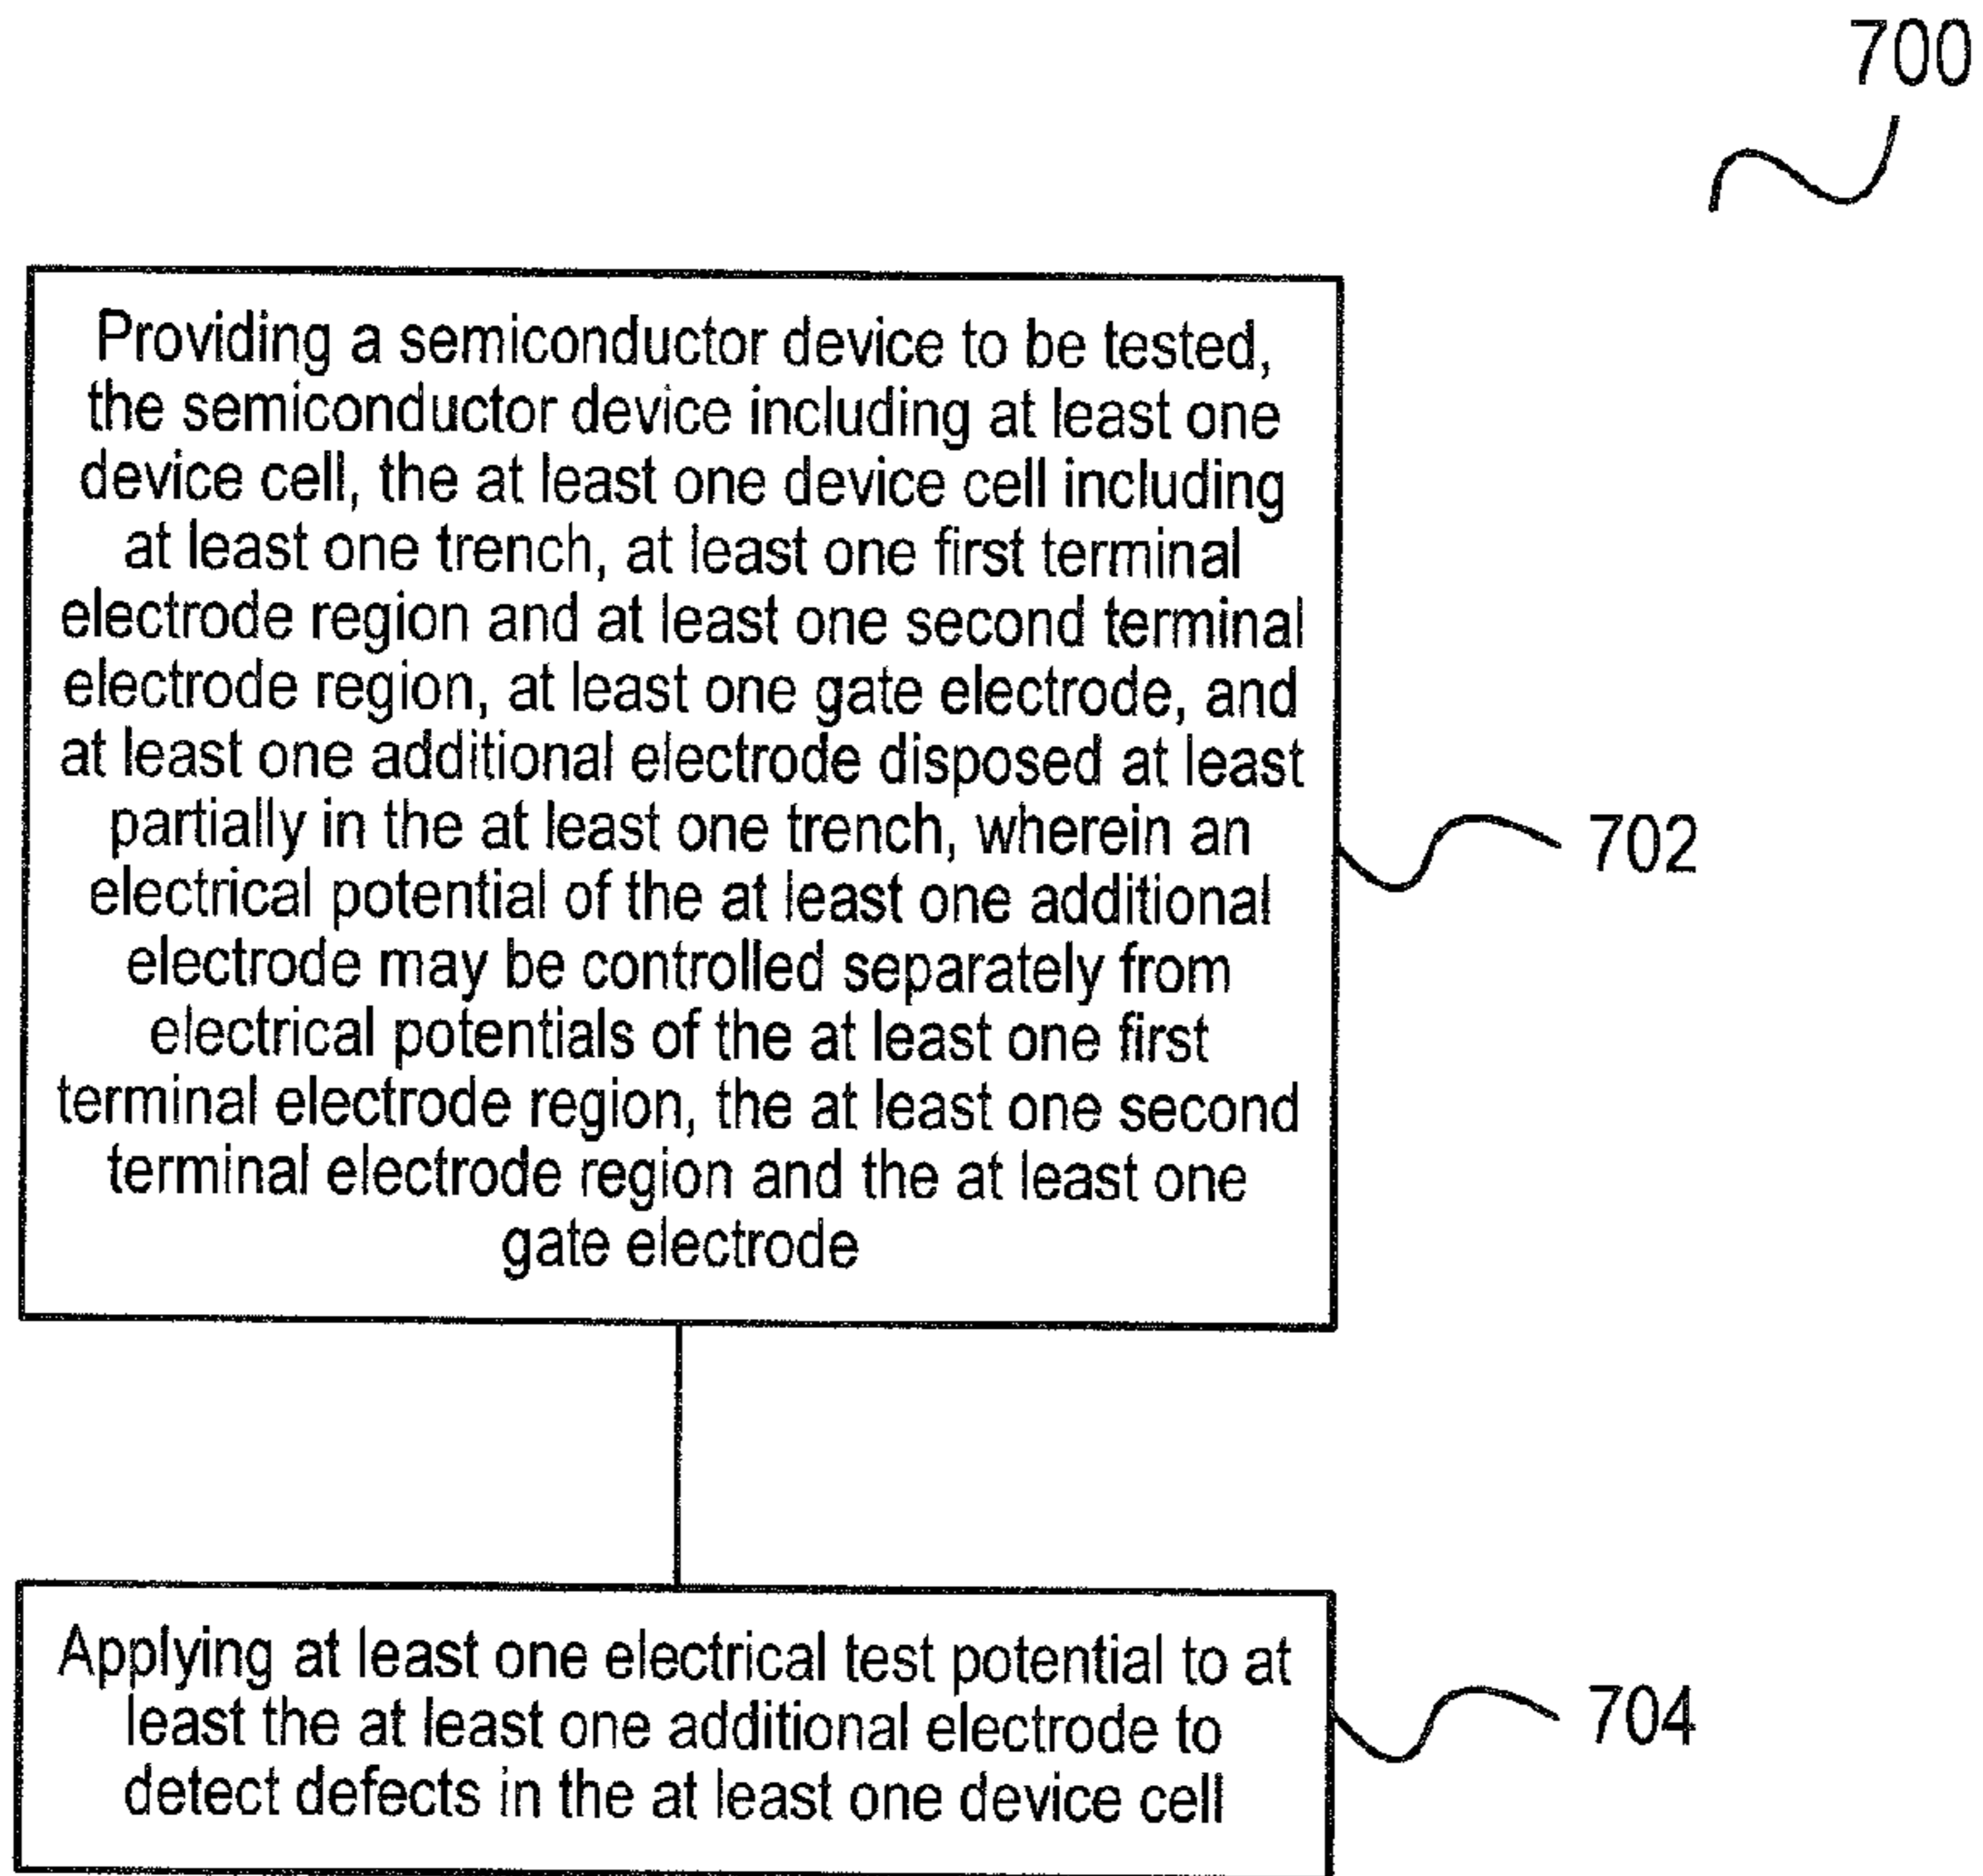 700
Providing a semiconductor device to be tested,
the semiconductor device including at least one
device cell, the at least one device cell including
at least one trench, at least one first terminal
electrode region and at least one second terminal
electrode region, at least one gate electrode, and
at least one additional electrode disposed at least
partially in the at least one trench, wherein an
electrical potential of the at least one additional
electrode may be controlled separately from
electrical potentials of the at least one first
terminal electrode region, the at least one second
terminal electrode region and the at least one
gate electrode
702
Applying at least one electrical test potential to at
least the at least one additional electrode to
detect defects in the at least one device cell
704